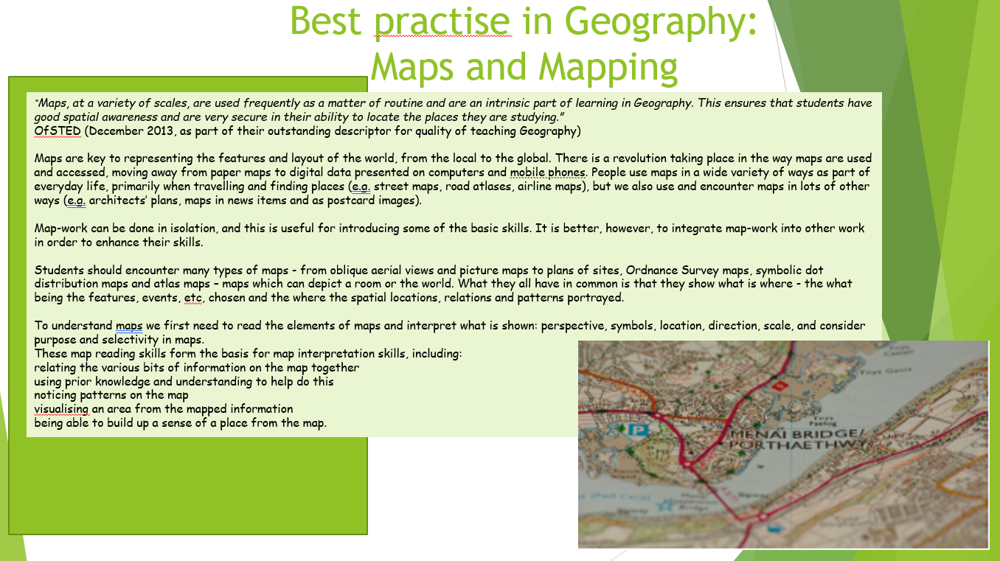 Best practise in Geography:
Maps and Mapping
“Maps, at a variety of scales, are used frequently as a matter of routine and are an intrinsic part of learning in Geography. This ensures that students have
good spatial awareness and are very secure in their ability to locate the places they are studying.”
OfSTED (December 2013, as part of their outstanding descriptor for quality of teaching Geography)
Maps are key to representing the features and layout of the world, from the local to the global. There is a revolution taking place in the way maps are used
and accessed, moving away from paper maps to digital data presented on computers and mobile phones. People use maps in a wide variety of ways as part of
everyday life, primarily when travelling and finding places (e.g. street maps, road atlases, airline maps), but we also use and encounter maps in lots of other
ways (e.g. architects’ plans, maps in news items and as postcard images).
Map-work can be done in isolation, and this is useful for introducing some of the basic skills. It is better, however, to integrate map-work into other work
in order to enhance their skills.
Students should encounter many types of maps - from oblique aerial views and picture maps to plans of sites, Ordnance Survey maps, symbolic dot
distribution maps and atlas maps – maps which can depict a room or the world. What they all have in common is that they show what is where - the what
being the features, events, etc, chosen and the where the spatial locations, relations and patterns portrayed.
To understand maps we first need to read the elements of maps and interpret what is shown: perspective, symbols, location, direction, scale, and consider
purpose and selectivity in maps.
These map reading skills form the basis for map interpretation skills, including:
relating the various bits of information on the map together
using prior knowledge and understanding to help do this
noticing patterns on the map
visualising an area from the mapped information
being able to build up a sense of a place from the map.
Ynys
Ynys Gaint
P
Ynys
MENAI BRIDGE/
PORTHAETHWY
Church
Bridge